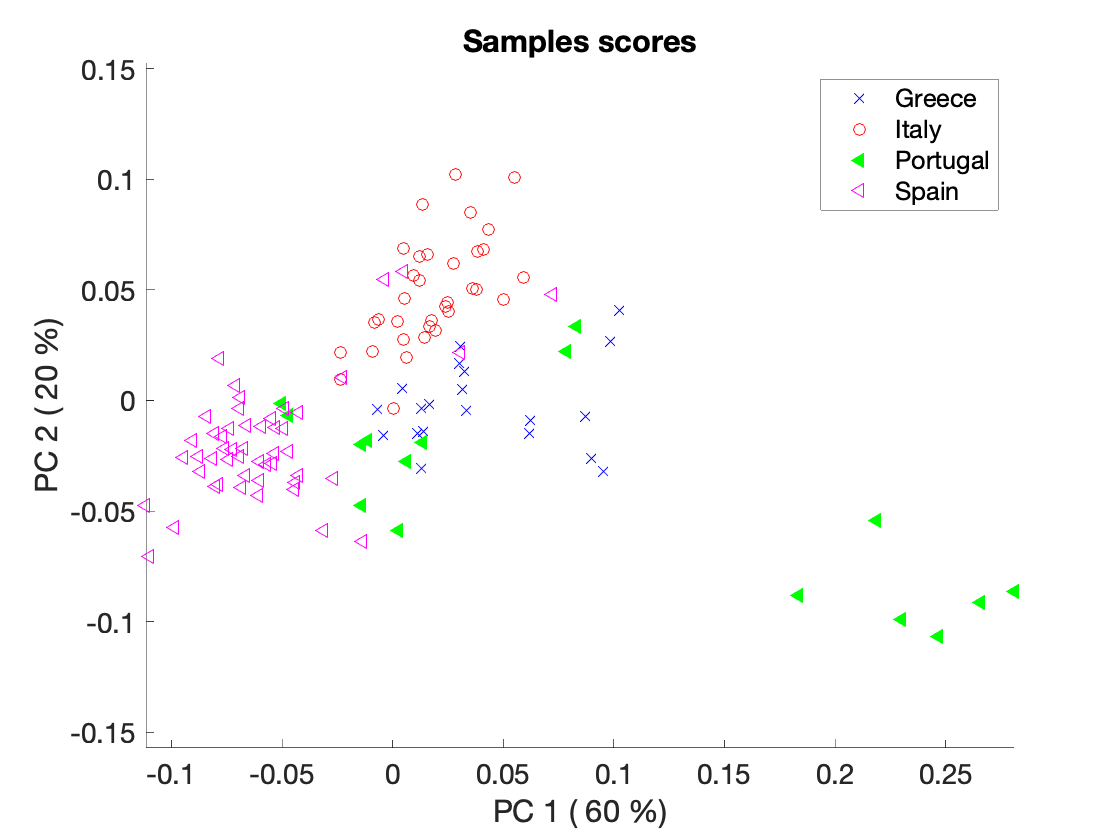 Samples scores
0.15
0.1
0.05
0
-0.05
-0.1
-0.15
PC 2 ( 20 %)
Greece
Italy
Portugal
Spain
-0.1 -0.05 0 0.05 0.1 0.15 0.2 0.25
PC 1 ( 60 %)